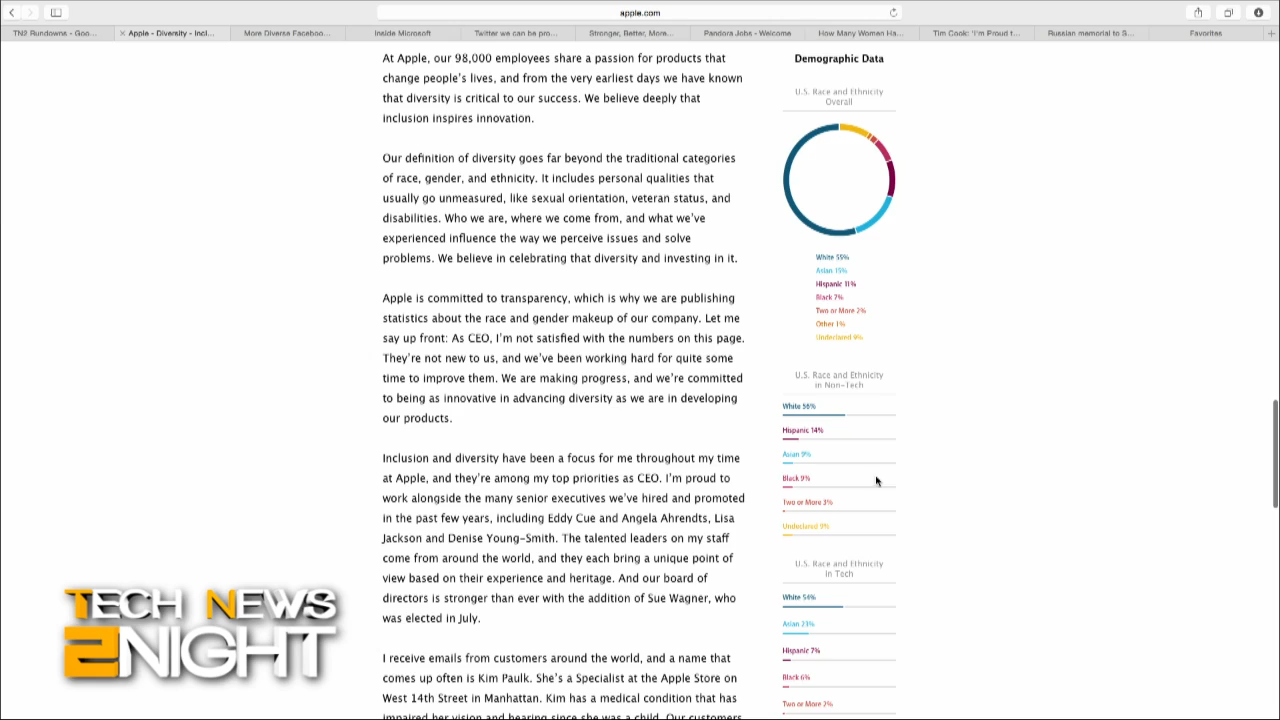 apple.com
TN2 Rundowns - Goo...
Apple - Diversity - Incl...
More Diverse Faceboo...
Inside Microsoft
Twitter we can be pro...
Stronger, Better, More...
Pandora Jobs - Welcome
How Many Women Ha...
Tim Cook: 'I'm Proud t...
Russian memorial to S...
Favorites
At Apple, our 98,000 employees share a passion for products that
change people's lives, and from the very earliest days we have known
that diversity is critical to our success. We believe deeply that
inclusion inspires innovation.
Our definition of diversity goes far beyond the traditional categories
of race, gender, and ethnicity. It includes personal qualities that
usually go unmeasured, like sexual orientation, veteran status, and
disabilities. Who we are, where we come from, and what we've
experienced influence the way we perceive issues and solve
problems. We believe in celebrating that diversity and investing in it.
Apple is committed to transparency, which is why we are publishing
statistics about the race and gender makeup of our company. Let me
say up front: As CEO, I'm not satisfied with the numbers on this page.
They're not new to us, and we've been working hard for quite some
time to improve them. We are making progress, and we're committed
to being as innovative in advancing diversity as we are in developing
our products.
Inclusion and diversity have been a focus for me throughout my time
at Apple, and they're among my top priorities as CEO. I'm proud to
work alongside the many senior executives we've hired and promoted
in the past few years, including Eddy Cue and Angela Ahrendts, Lisa
Jackson and Denise Young-Smith. The talented leaders on my staff
come from around the world, and they each bring a unique point of
view based on their experience and heritage. And our board of
directors is stronger than ever with the addition of Sue Wagner, who
was elected in July.
I receive emails from customers around the world, and a name that
comes up often is Kim Paulk. She's a Specialist at the Apple Store on
West 14th Street in Manhattan. Kim has a medical condition that has
impaired her vision and hearing since she was a child. Our customers
Demographic Data
U.S. Race and Ethnicity
Overall
White 55%
Asian 15%
Hispanic 11%
Black 7%
Two or More 2%
Other 1%
Undeclared 9%
U.S. Race and Ethnicity
in Non-Tech
White 56%
Hispanic 14%
Asian 9%
Black 9%
Two or More 3%
Undeclared 9%
U.S. Race and Ethnicity
in Tech
White 54%
Asian 23%
Hispanic 7%
Black 6%
Two or More 2%
TECH NEWS
2NIGHT